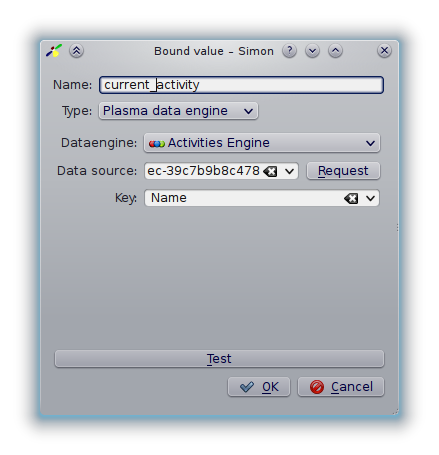 Bound value – Simon
Name: current_activity
Type: Plasma data engine
Dataengine: Activities Engine
Data source: ec-39c7b9b8c478 Request
Key: Name
Test
OK Cancel